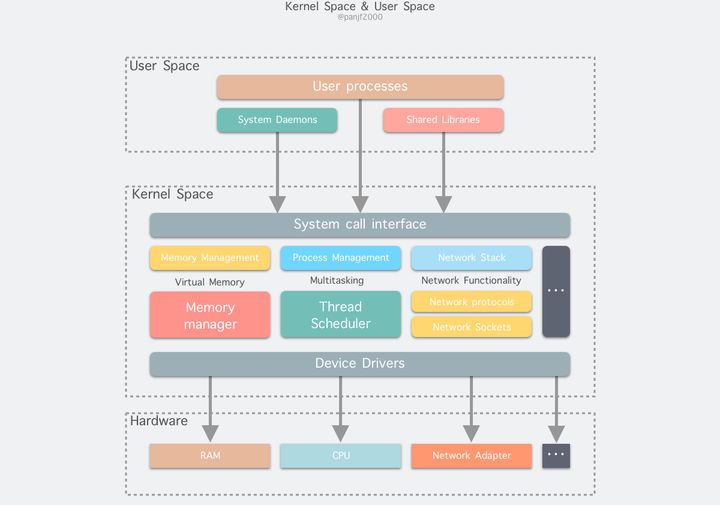 Kernel Space & User Space
@panjf2000
User Space
User processes
System Daemons
Shared Libraries
Kernel Space
System call interface
Memory Management
Process Management
Network Stack
Virtual Memory
Multitasking
Network Functionality
...
Memory
manager
Thread
Scheduler
Network protocols
Network Sockets
Device Drivers
Hardware
RAM
CPU
Network Adapter
...